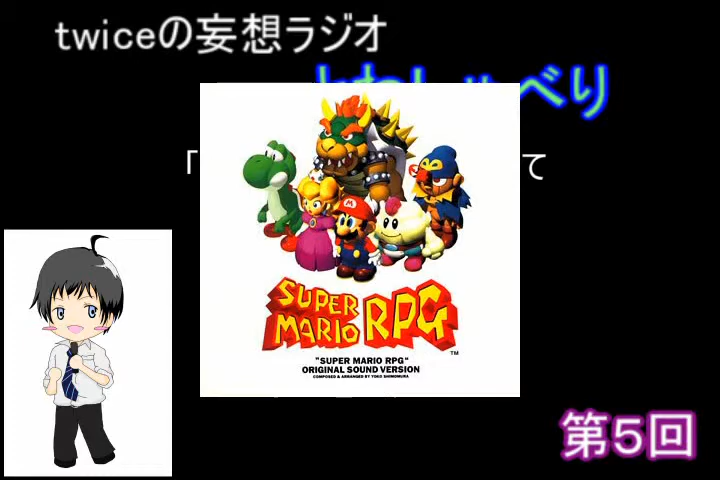 twiceの妄想ラジオ
べり
「
て
SUPER
MARIO RPG
TM
"SUPER MARIO RPG"
ORIGINAL SOUND VERSION
COMPOSED & ARRANGED BY YOKO SHIMOMURA
第5回